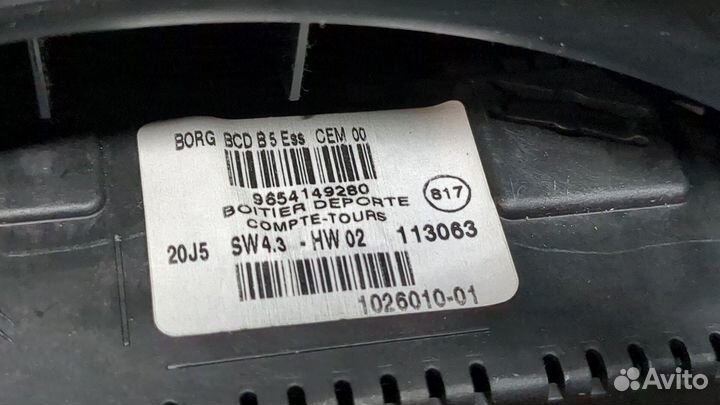 BORG BCD B5 Ess CEM 00
9654149280
BOITIER DEPORTE
COMPTE-TOURS
817
20J5 SW4.3 - HW 02 113063
1026010-01
Avito